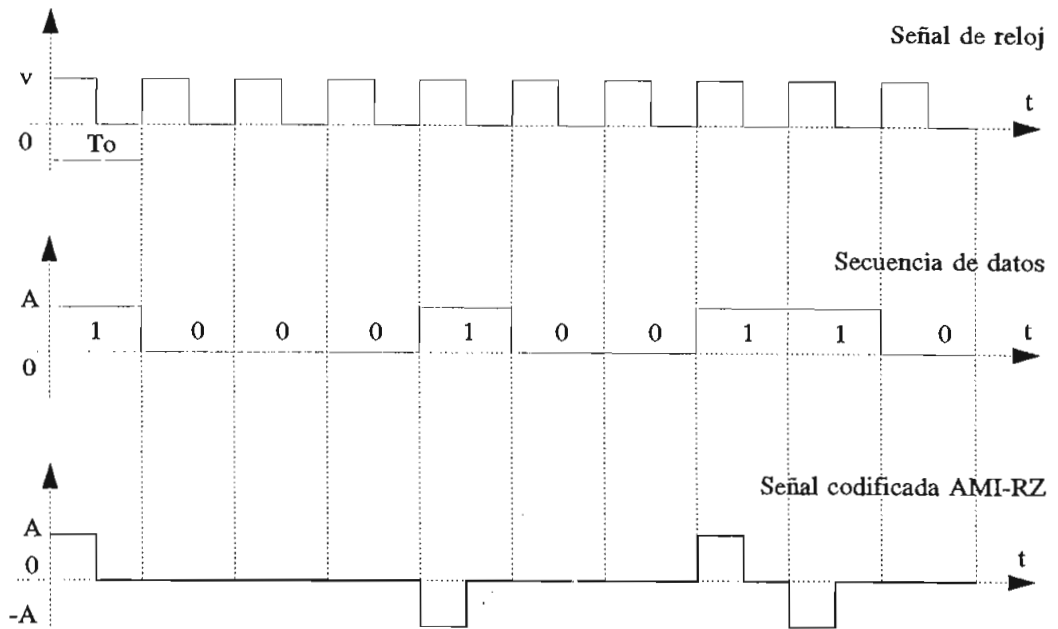 Señal de reloj
v
t
0
To
Secuencia de datos
A
1 0 0 0 1 0 0 1 1 0
t
0
Señal codificada AMI-RZ
A
0
t
-A